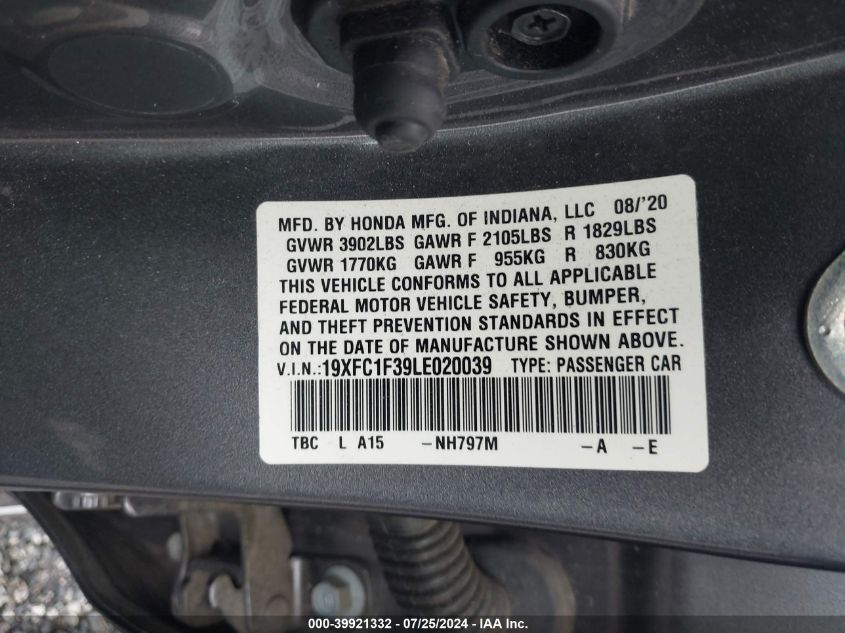 MFD. BY HONDA MFG. OF INDIANA, LLC 08/'20
GVWR 3902LBS GAWR F 2105LBS R 1829LBS
GVWR 1770KG GAWR F 955KG R 830KG
THIS VEHICLE CONFORMS TO ALL APPLICABLE
FEDERAL MOTOR VEHICLE SAFETY, BUMPER,
AND THEFT PREVENTION STANDARDS IN EFFECT
ON THE DATE OF MANUFACTURE SHOWN ABOVE.
V.I.N.:19XFC1F39LE020039 TYPE: PASSENGER CAR
TBC L A15 -NH797M -A -E
000-39921332 - 07/25/2024 - IAA Inc.